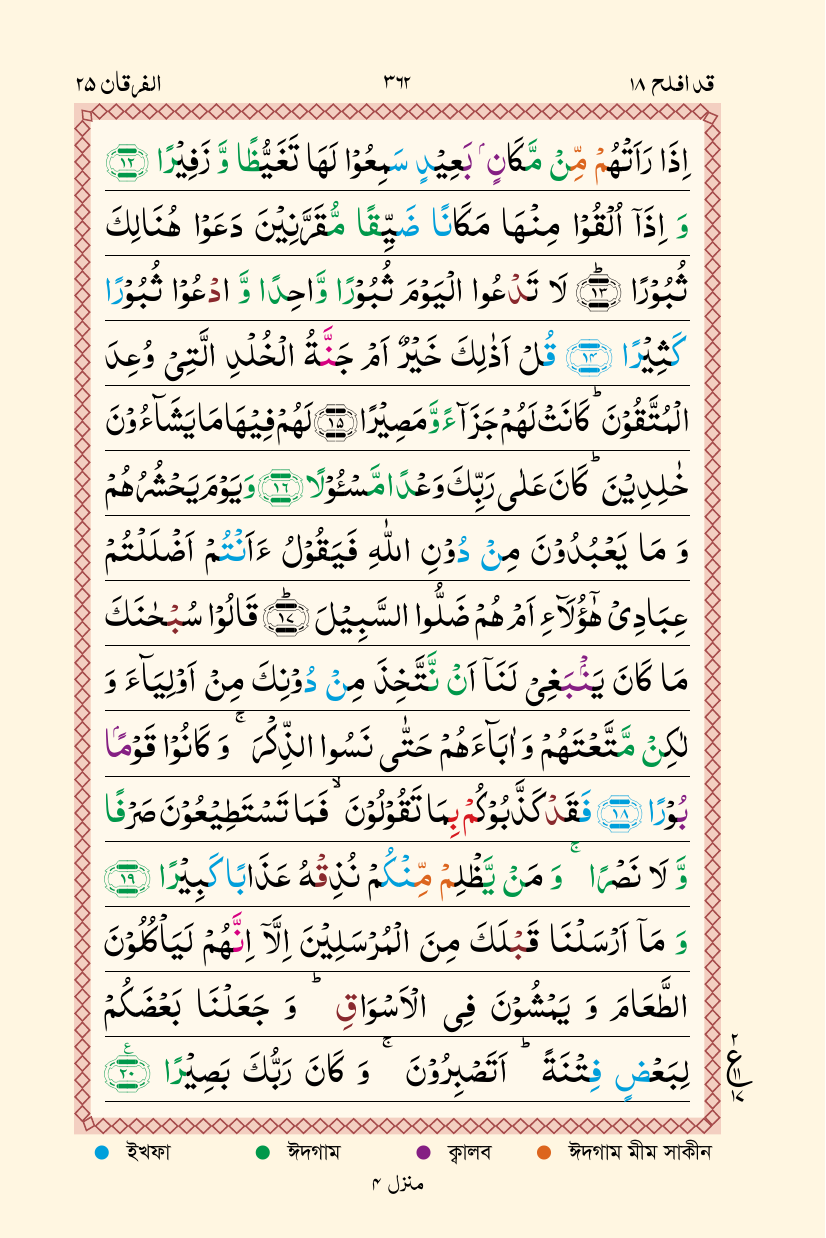 قد افلح ١٨ ٣٦٢ الفرقان ٢٥
اِذَا رَاَتْهُمْ مِّنْ مَّكَانٍۭ بَعِيْدٍ سَمِعُوْا لَهَا تَغَيُّظًا وَّ زَفِيْرًا ﴿١٢﴾
وَ اِذَاۤ اُلْقُوْا مِنْهَا مَكَانًا ضَيِّقًا مُّقَرَّنِيْنَ دَعَوْا هُنَالِكَ
ثُبُوْرًا ﴿١٣﴾ؕ لَا تَدْعُوا الْيَوْمَ ثُبُوْرًا وَّاحِدًا وَّ ادْعُوْا ثُبُوْرًا
كَثِيْرًا ﴿١٤﴾ قُلْ اَذٰلِكَ خَيْرٌ اَمْ جَنَّةُ الْخُلْدِ الَّتِيْ وُعِدَ
الْمُتَّقُوْنَ ؕ كَانَتْ لَهُمْ جَزَآءً وَّ مَصِيْرًا ﴿١٥﴾ لَهُمْ فِيْهَا مَا يَشَآءُوْنَ
خٰلِدِيْنَ ؕ كَانَ عَلٰى رَبِّكَ وَعْدًا مَّسْـُٔوْلًا ﴿١٦﴾ وَ يَوْمَ يَحْشُرُهُمْ
وَ مَا يَعْبُدُوْنَ مِنْ دُوْنِ اللّٰهِ فَيَقُوْلُ ءَاَنْتُمْ اَضْلَلْتُمْ
عِبَادِيْ هٰۤؤُلَآءِ اَمْ هُمْ ضَلُّوا السَّبِيْلَ ﴿١٧﴾ؕ قَالُوْا سُبْحٰنَكَ
مَا كَانَ يَنْۢبَغِيْ لَنَاۤ اَنْ نَّتَّخِذَ مِنْ دُوْنِكَ مِنْ اَوْلِيَآءَ وَ
لٰكِنْ مَّتَّعْتَهُمْ وَ اٰبَآءَهُمْ حَتّٰى نَسُوا الذِّكْرَ ۚ وَ كَانُوْا قَوْمًۢا
بُوْرًا ﴿١٨﴾ فَقَدْ كَذَّبُوْكُمْ بِمَا تَقُوْلُوْنَ ۙ فَمَا تَسْتَطِيْعُوْنَ صَرْفًا
وَّ لَا نَصْرًا ۚ وَ مَنْ يَّظْلِمْ مِّنْكُمْ نُذِقْهُ عَذَابًا كَبِيْرًا ﴿١٩﴾
وَ مَاۤ اَرْسَلْنَا قَبْلَكَ مِنَ الْمُرْسَلِيْنَ اِلَّاۤ اِنَّهُمْ لَيَاْكُلُوْنَ
الطَّعَامَ وَ يَمْشُوْنَ فِي الْاَسْوَاقِ ؕ وَ جَعَلْنَا بَعْضَكُمْ
لِبَعْضٍ فِتْنَةً ؕ اَتَصْبِرُوْنَ ۚ وَ كَانَ رَبُّكَ بَصِيْرًا ﴿٢٠﴾ۧ
٢
ع
١١
١٧
ইখফা ঈদগাম ক্বালব ঈদগাম মীম সাকীন
منزل ۴